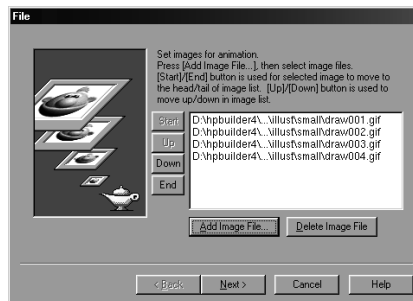 File
Set images for animation.
Press [Add Image File...], then select image files.
[Start]/[End] button is used for selected image to move to
the head/tail of image list. [Up]/[Down] button is used to
move up/down in image list.
Start
Up
Down
End
D:\hpbuilder4\...\illust\small\draw001.gif
D:\hpbuilder4\...\illust\small\draw002.gif
D:\hpbuilder4\...\illust\small\draw003.gif
D:\hpbuilder4\...\illust\small\draw004.gif
Add Image File...
Delete Image File
< Back
Next >
Cancel
Help